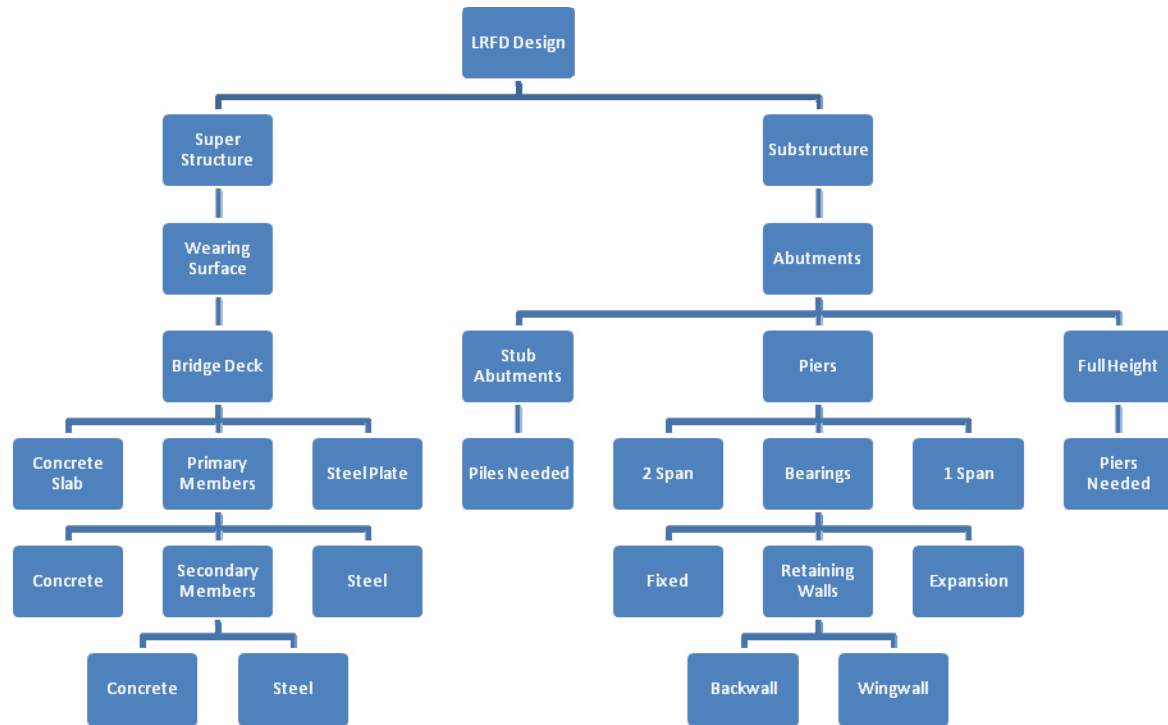 LRFD Design
Super
Structure
Substructure
Wearing
Surface
Abutments
Bridge Deck
Stub
Abutments
Piers
Full Height
Concrete
Slab
Primary
Members
Steel Plate
Piles Needed
2 Span
Bearings
1 Span
Piers
Needed
Concrete
Secondary
Members
Steel
Fixed
Retaining
Walls
Expansion
Concrete
Steel
Backwall
Wingwall